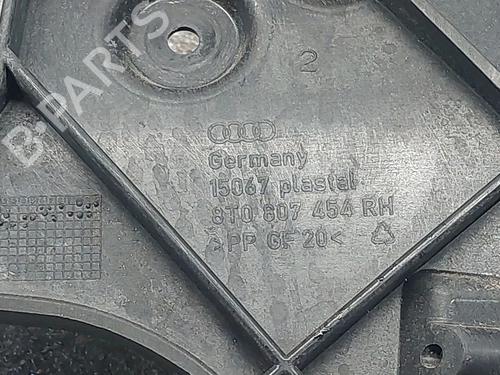 2
Germany
15067 plastal
8T0 807 454 RH
>PP GF 20<
B-PARTS